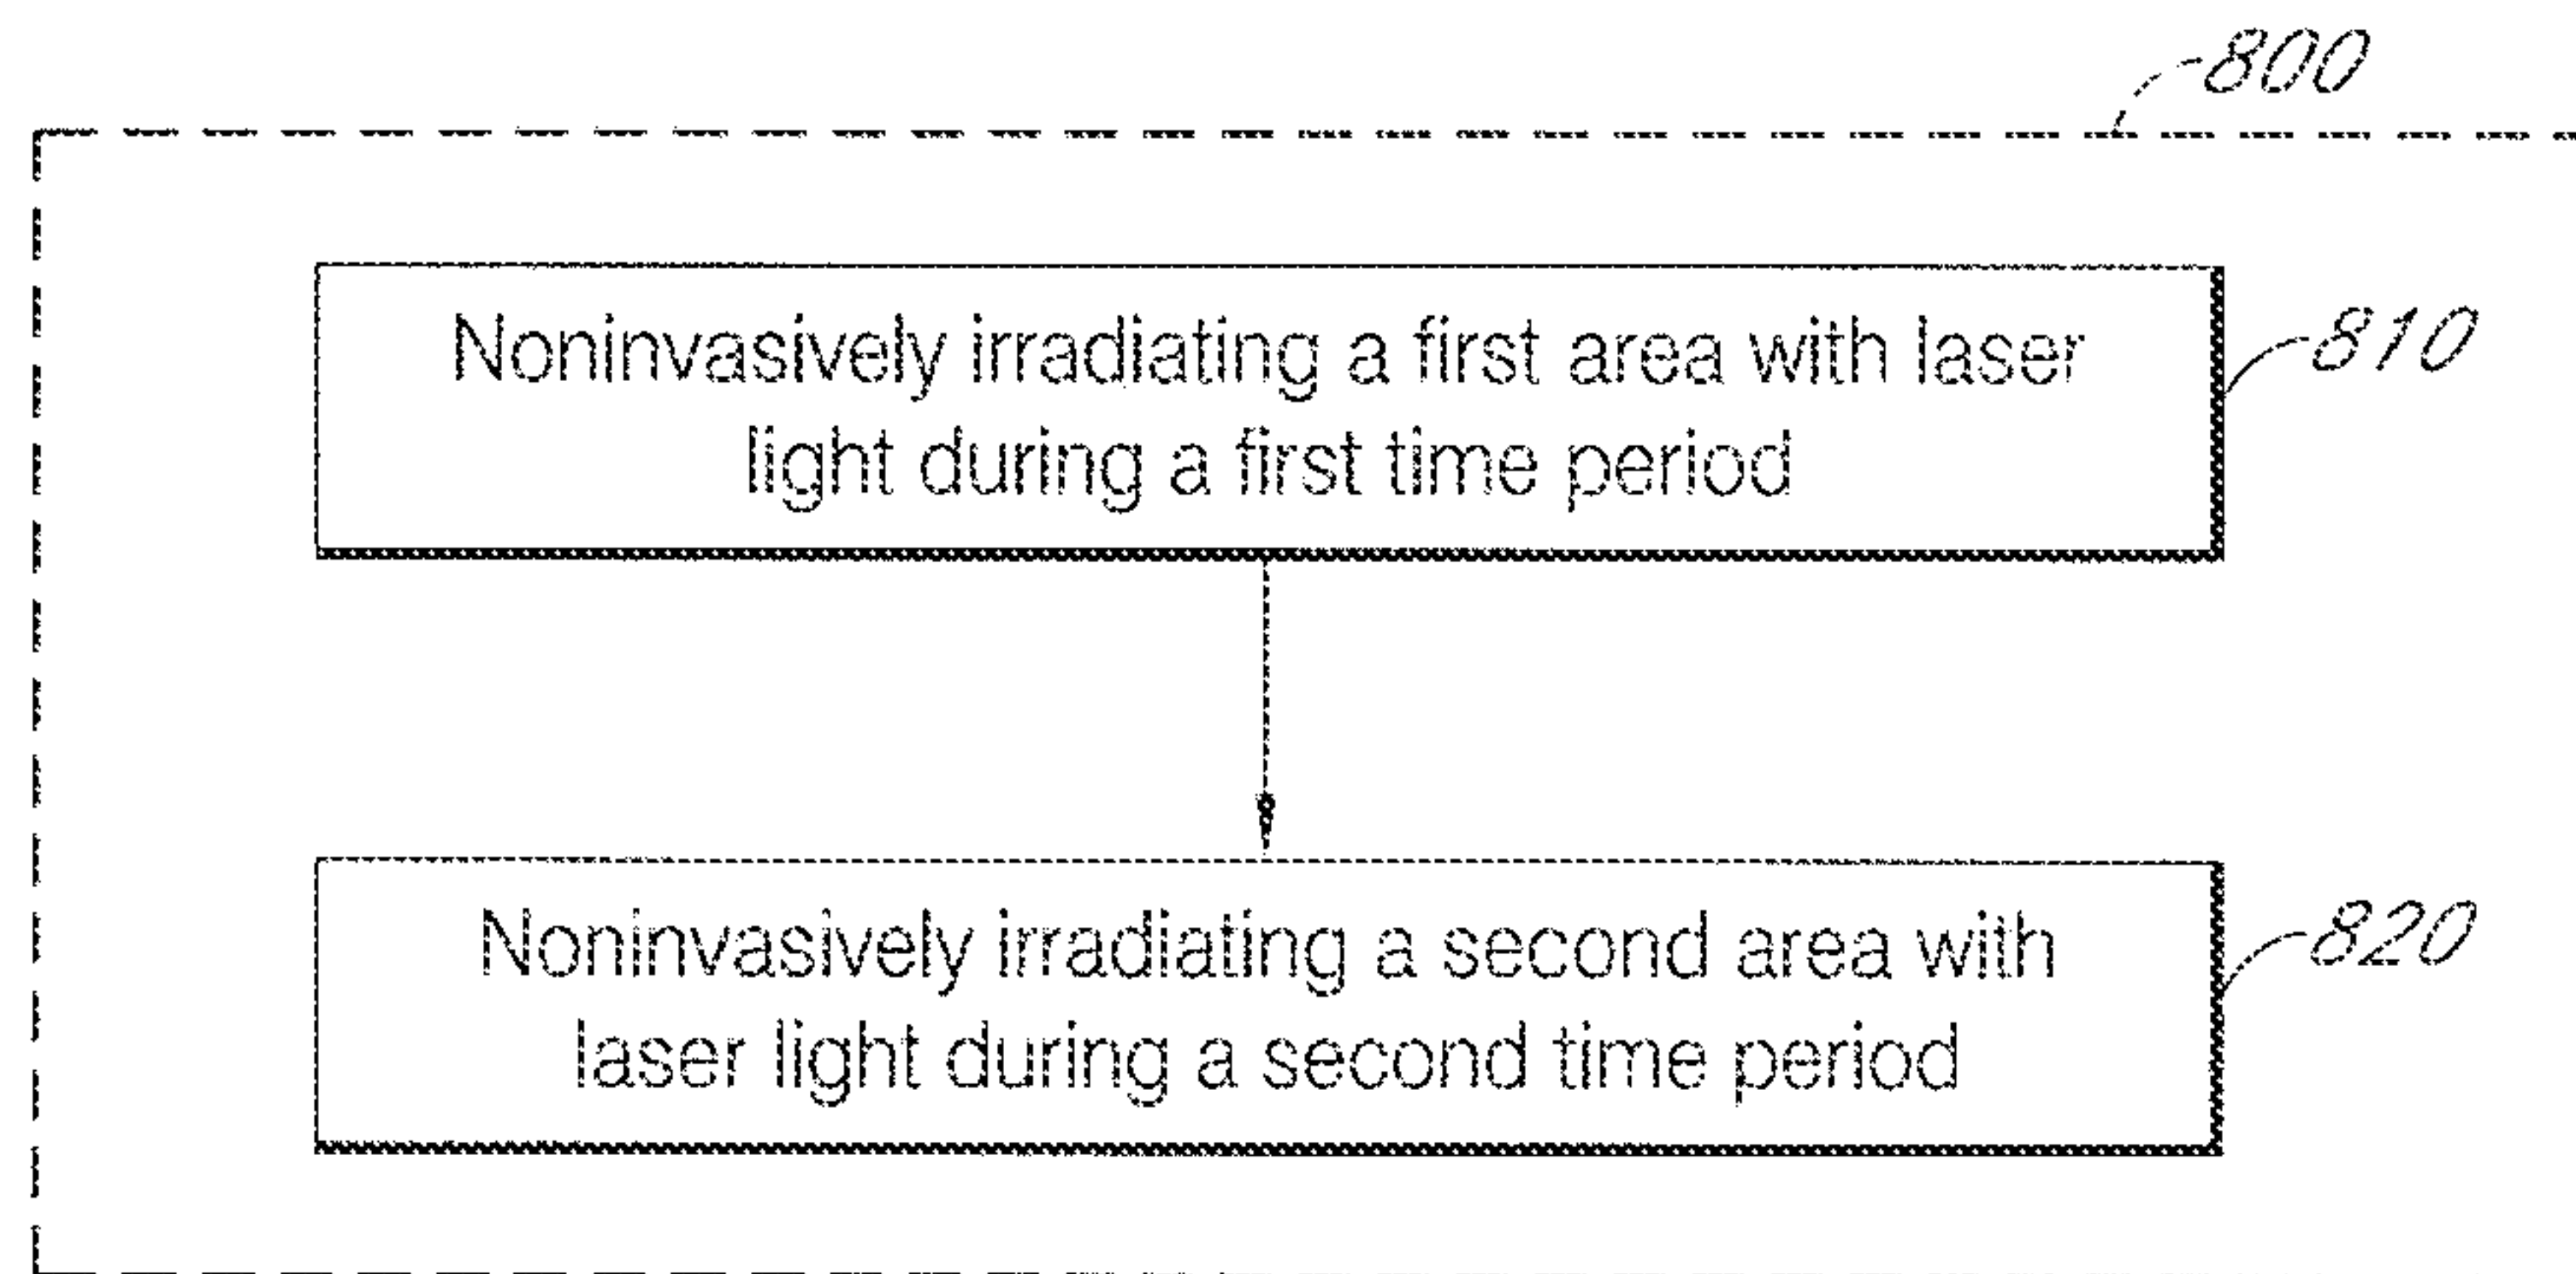 800
Noninvasively irradiating a first area with laser
light during a first time period
810
Noninvasively irradiating a second area with
laser light during a second time period
820